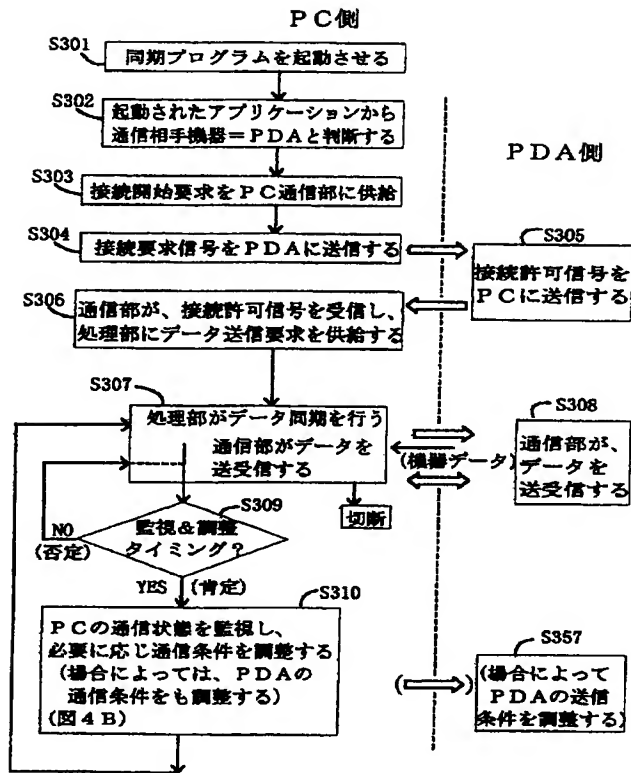 PC側
S301
同期プログラムを起動させる
S302
起動されたアプリケーションから
通信相手機器=PDAと判断する
PDA側
S303
接続開始要求をPC通信部に供給
S304
接続要求信号をPDAに送信する
S305
接続許可信号を
PCに送信する
S306
通信部が、接続許可信号を受信し、
処理部にデータ送信要求を供給する
S307
処理部がデータ同期を行う
通信部がデータを
送受信する
(機器データ)
S308
通信部が、
データを
送受信する
切断
S309
監視&調整
タイミング?
NO
(否定)
YES (肯定)
S310
PCの通信状態を監視し、
必要に応じ通信条件を調整する
(場合によっては、PDAの
通信条件をも調整する)
(図4B)
( )
S357
(場合によって
PDAの送信
条件を調整する)